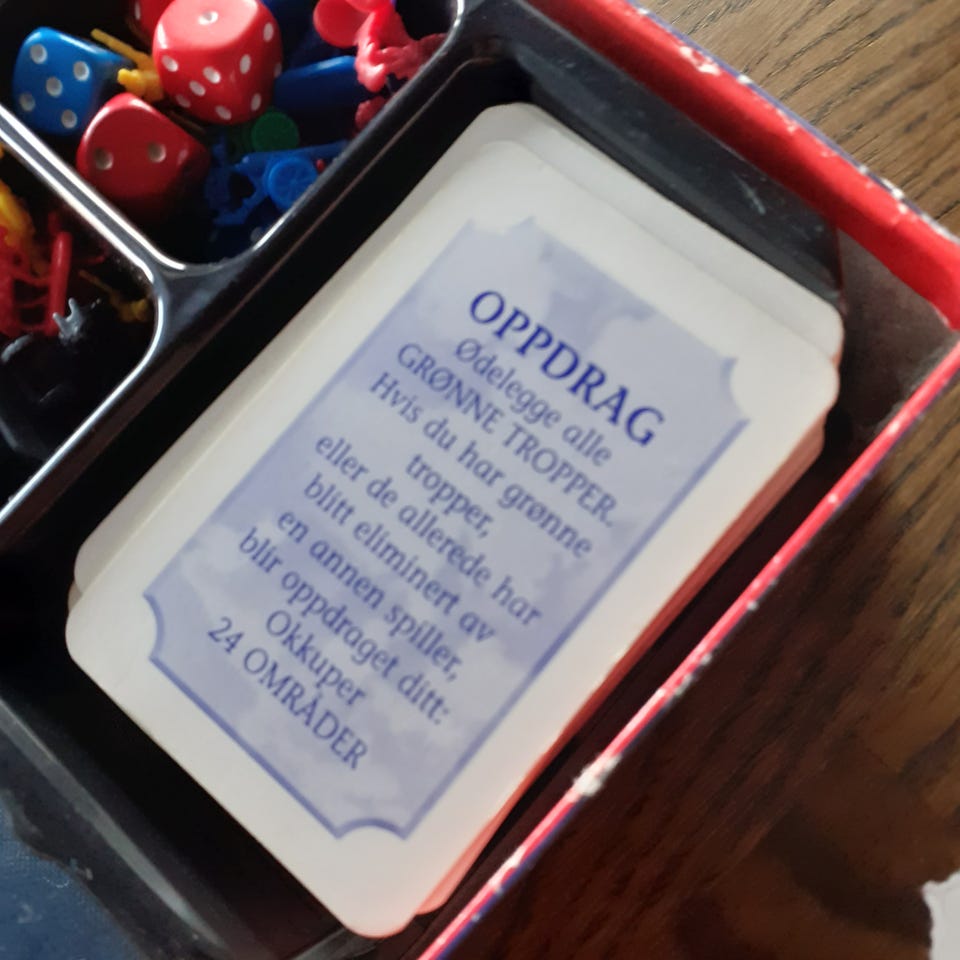 OPPDRAG
Ødelegge alle
GRØNNE TROPPER.
Hvis du har grønne
tropper,
eller de allerede har
blitt eliminert av
en annen spiller,
blir oppdraget ditt:
Okkuper
24 OMRÅDER